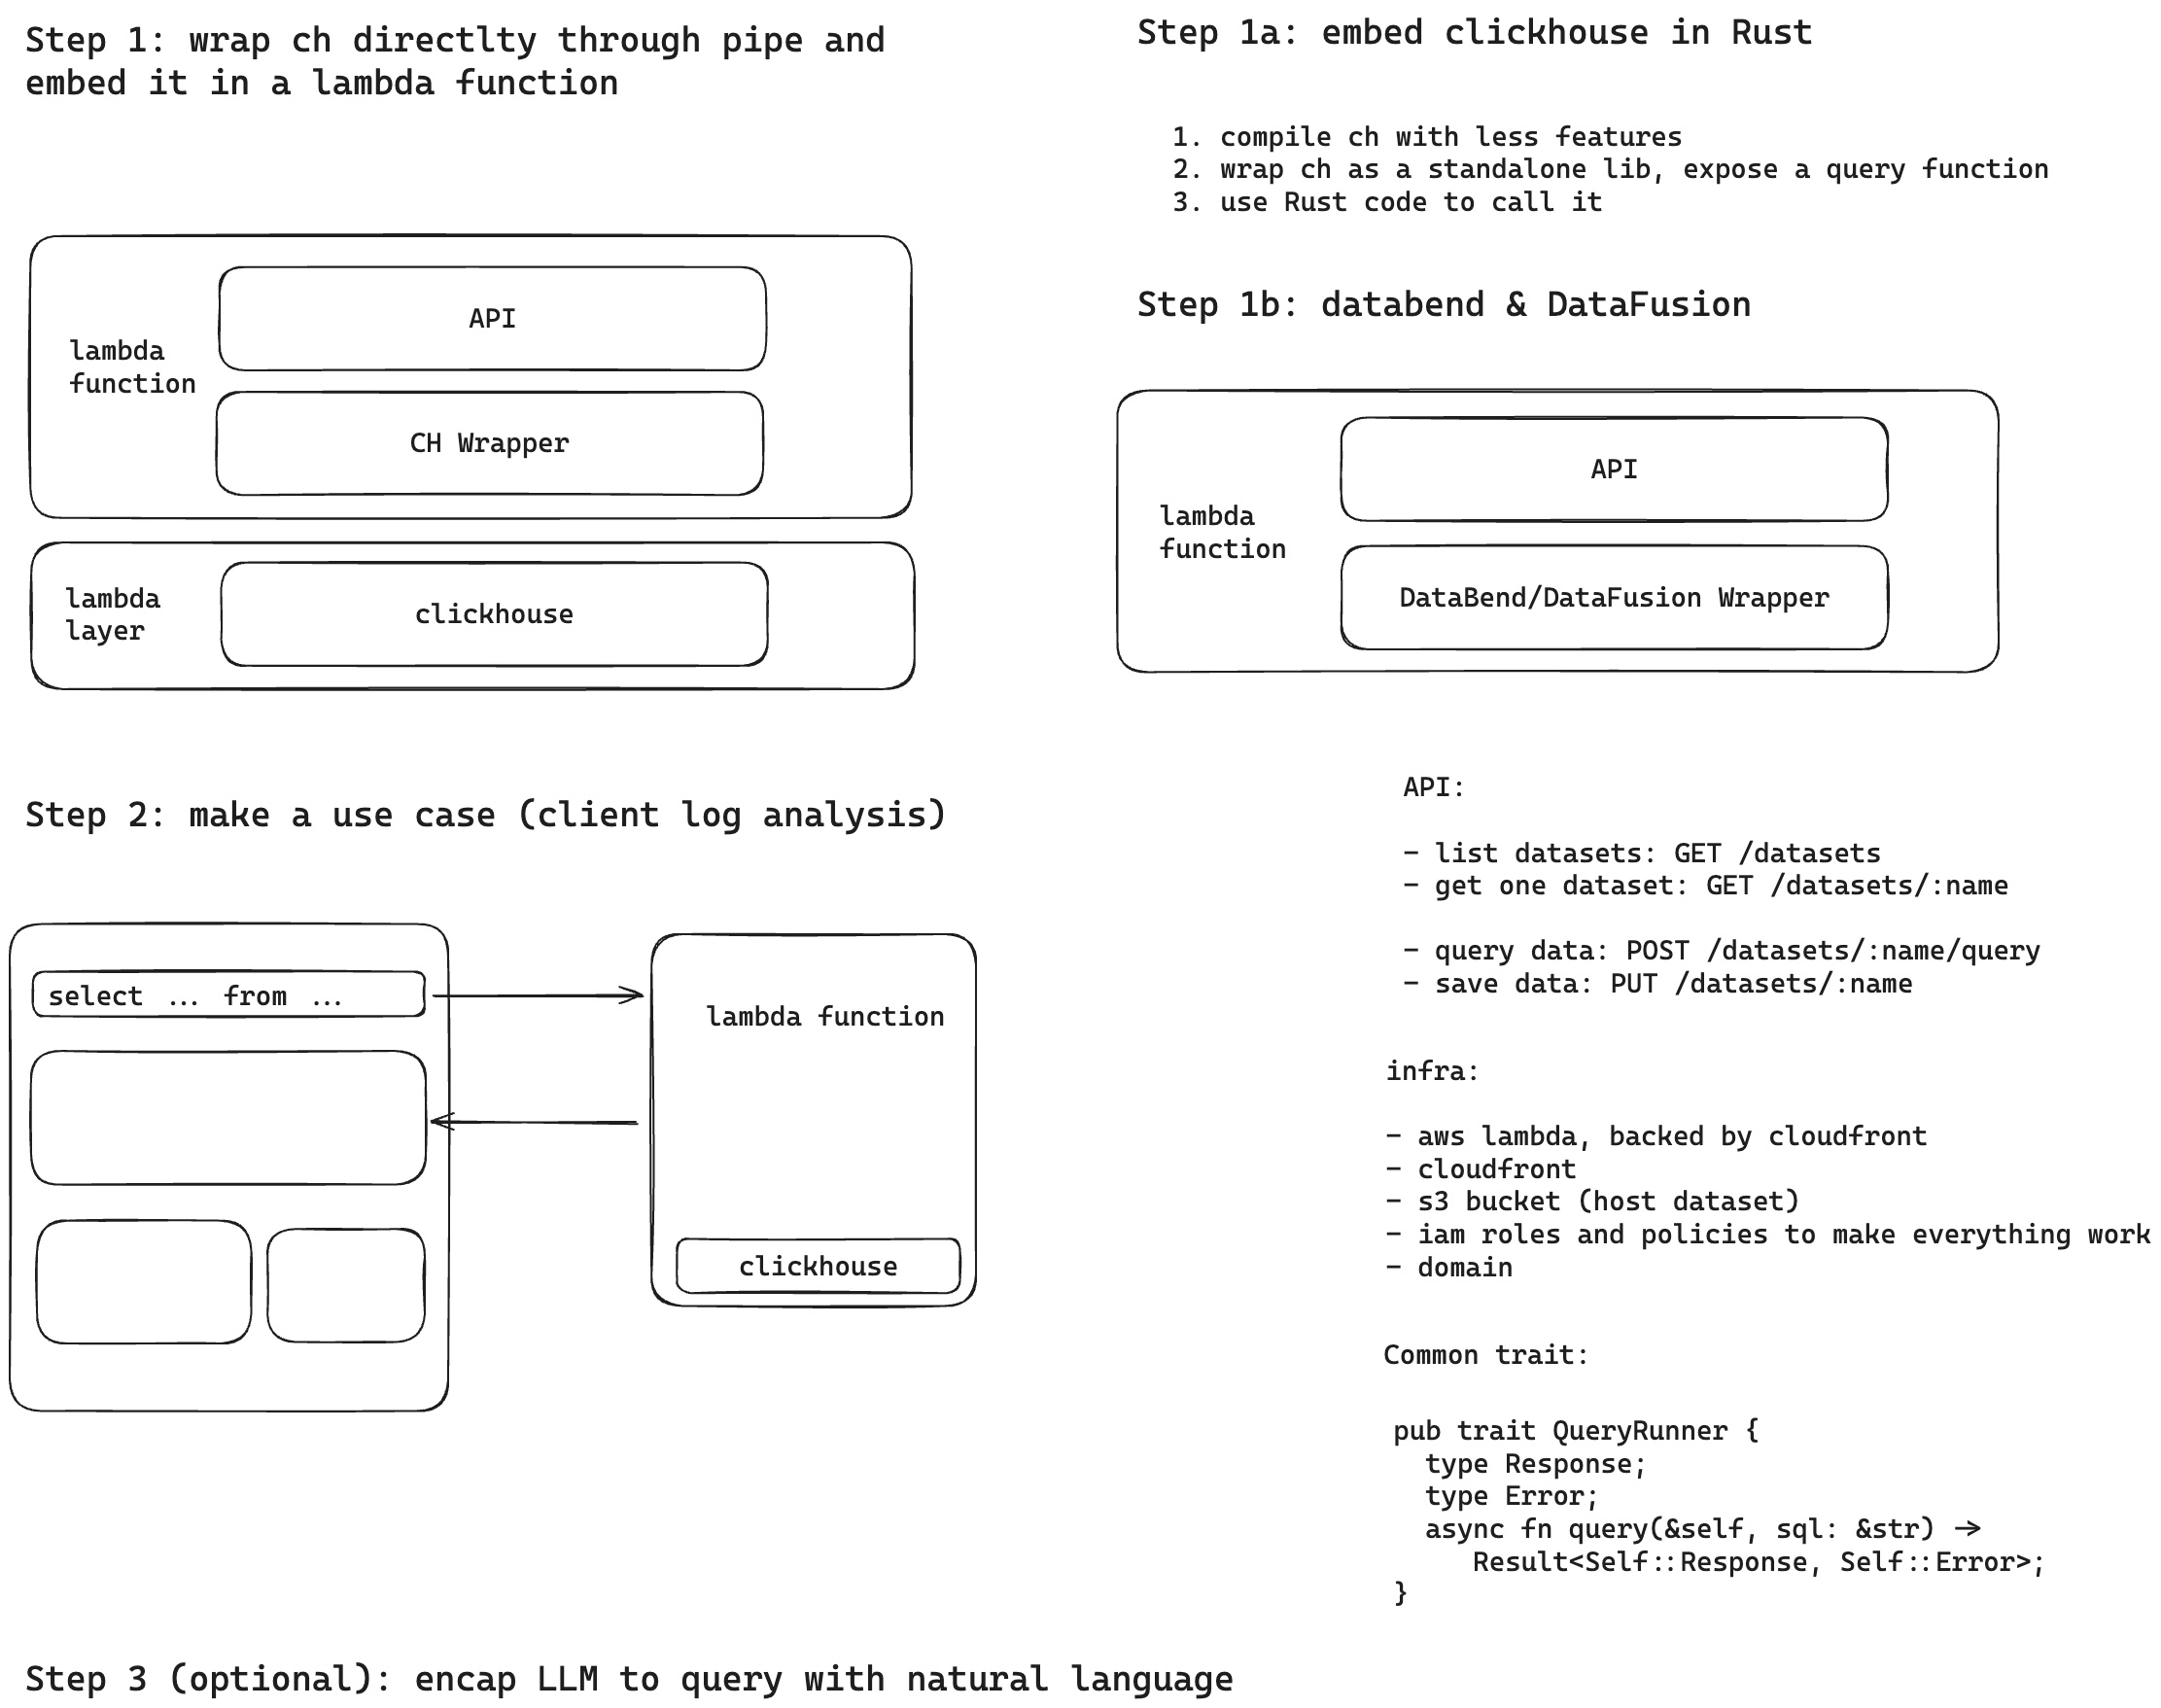 Step 1: wrap ch directlty through pipe and
embed it in a lambda function
lambda
function
API
CH Wrapper
lambda
layer
clickhouse
Step 1a: embed clickhouse in Rust
1. compile ch with less features
2. wrap ch as a standalone lib, expose a query function
3. use Rust code to call it
Step 1b: databend & DataFusion
lambda
function
API
DataBend/DataFusion Wrapper
Step 2: make a use case (client log analysis)
select ... from ...
lambda function
clickhouse
API:
- list datasets: GET /datasets
- get one dataset: GET /datasets/:name
- query data: POST /datasets/:name/query
- save data: PUT /datasets/:name
infra:
- aws lambda, backed by cloudfront
- cloudfront
- s3 bucket (host dataset)
- iam roles and policies to make everything work
- domain
Common trait:
pub trait QueryRunner {
type Response;
type Error;
async fn query(&self, sql: &str) ->
Result<Self::Response, Self::Error>;
}
Step 3 (optional): encap LLM to query with natural language